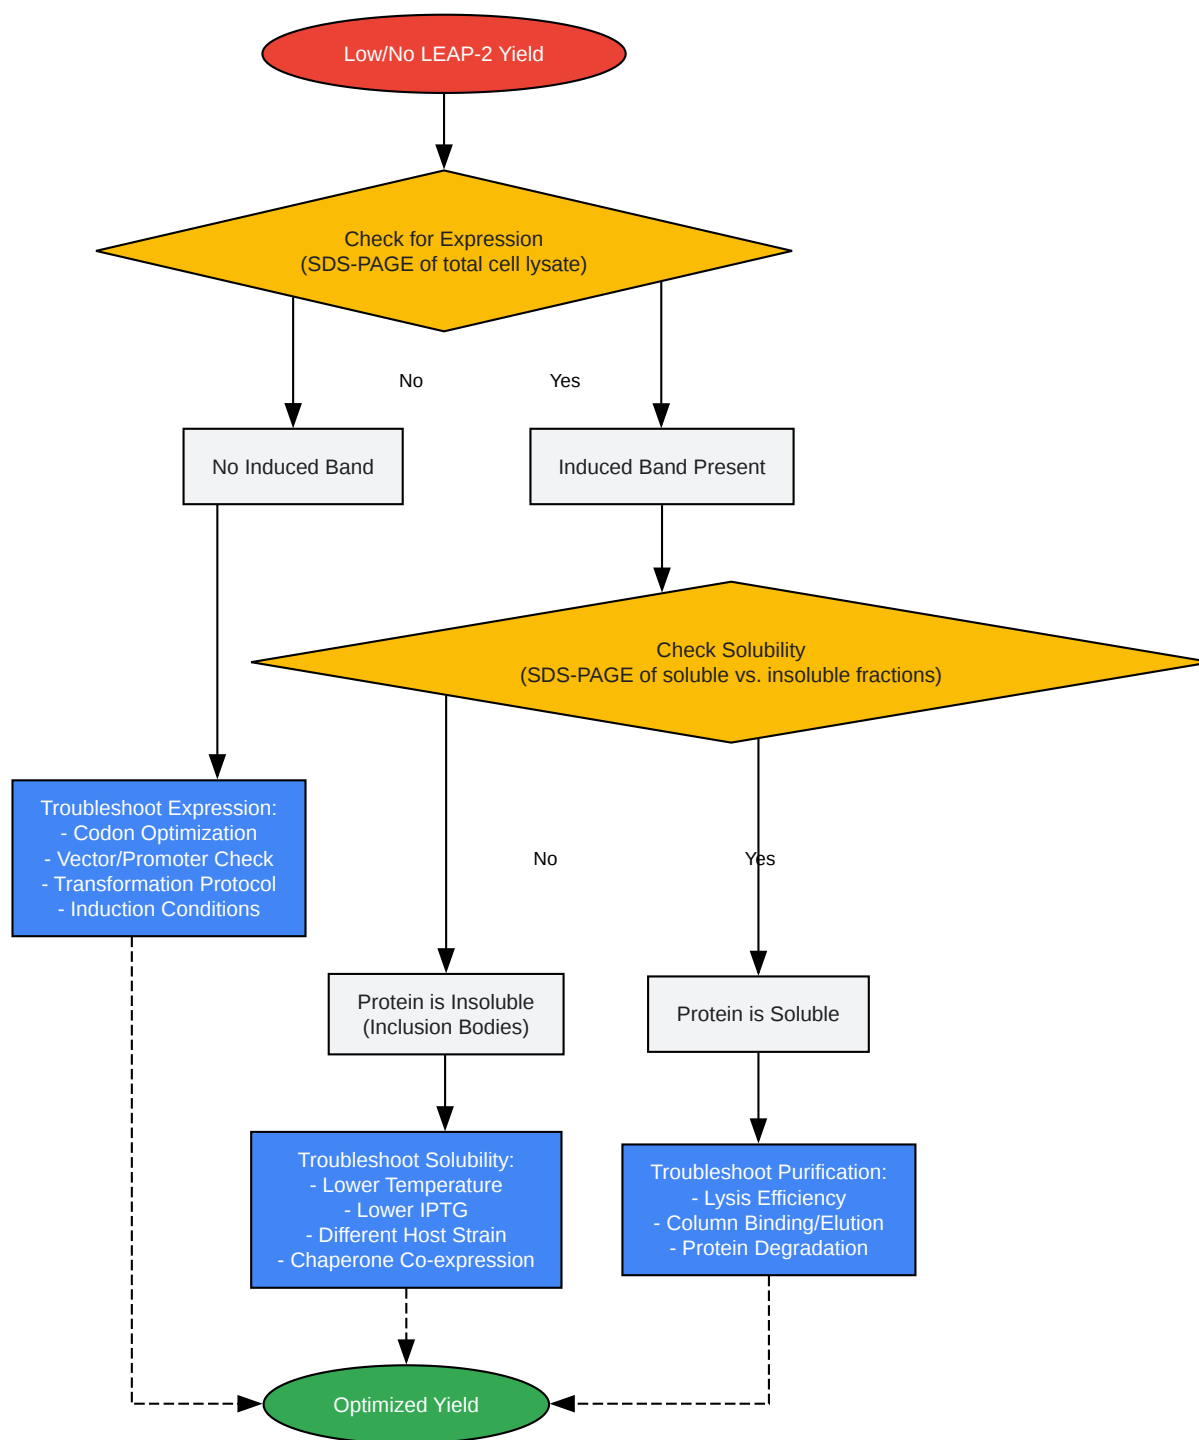 Low/No LEAP-2 Yield
Check for Expression
(SDS-PAGE of total cell lysate)
No
Yes
No Induced Band
Induced Band Present
Check Solubility
(SDS-PAGE of soluble vs. insoluble fractions)
Troubleshoot Expression:
- Codon Optimization
- Vector/Promoter Check
- Transformation Protocol
- Induction Conditions
No
Yes
Protein is Insoluble
(Inclusion Bodies)
Protein is Soluble
Troubleshoot Solubility:
- Lower Temperature
- Lower IPTG
- Different Host Strain
- Chaperone Co-expression
Troubleshoot Purification:
- Lysis Efficiency
- Column Binding/Elution
- Protein Degradation
Optimized Yield